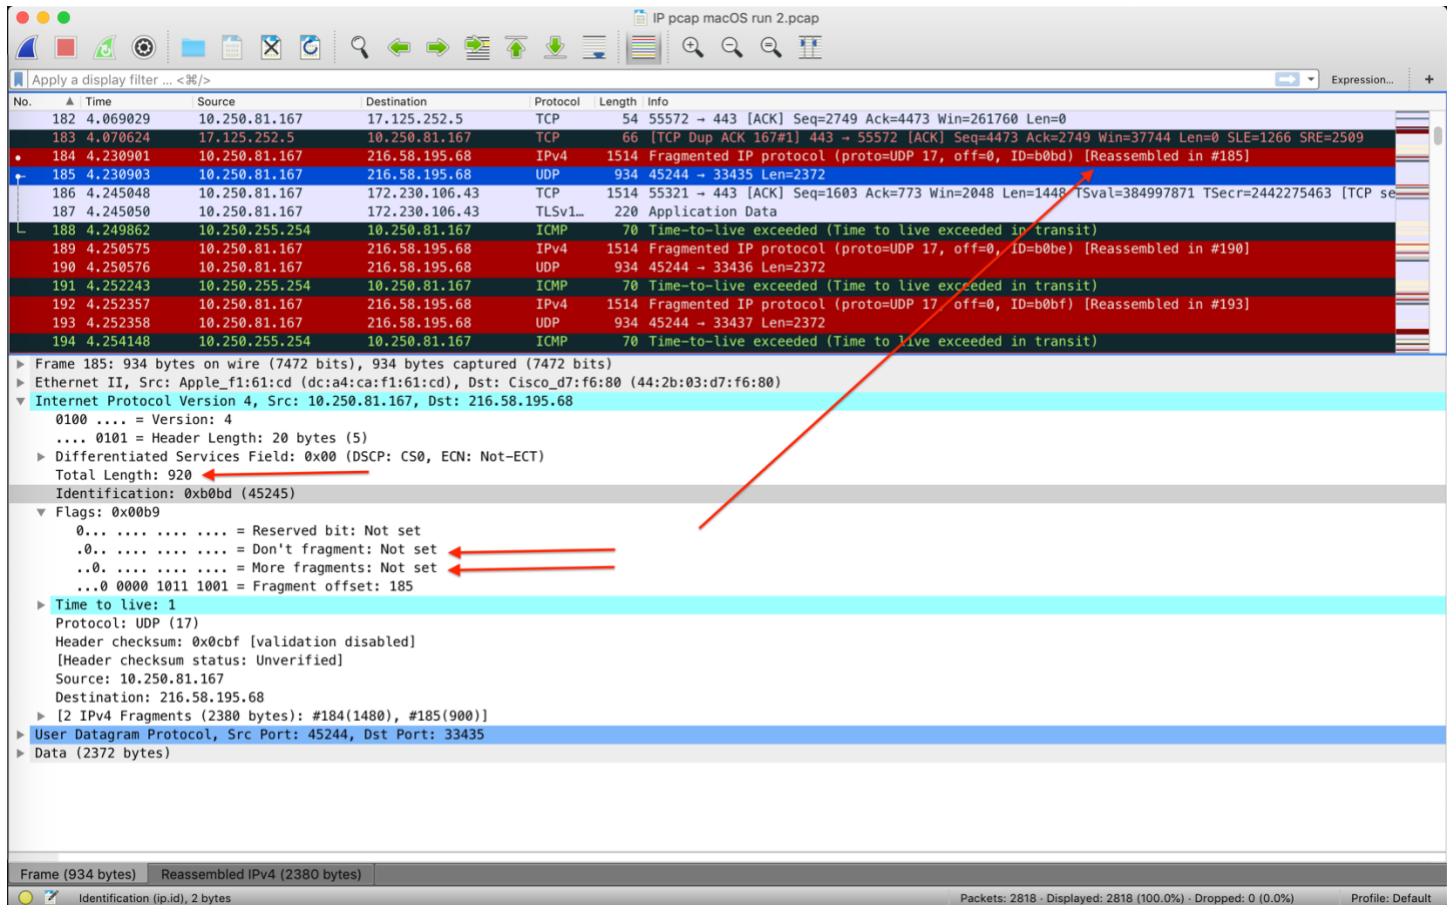 IP pcap macOS run 2.pcap
Apply a display filter ... <⌘/>
Expression...
+
No. Time Source Destination Protocol Length Info
182 4.069029 10.250.81.167 17.125.252.5 TCP 54 55572 → 443 [ACK] Seq=2749 Ack=4473 Win=261760 Len=0
183 4.070624 17.125.252.5 10.250.81.167 TCP 66 [TCP Dup ACK 167#1] 443 → 55572 [ACK] Seq=4473 Ack=2749 Win=37744 Len=0 SLE=1266 SRE=2509
184 4.230901 10.250.81.167 216.58.195.68 IPv4 1514 Fragmented IP protocol (proto=UDP 17, off=0, ID=b0bd) [Reassembled in #185]
185 4.230903 10.250.81.167 216.58.195.68 UDP 934 45244 → 33435 Len=2372
186 4.245048 10.250.81.167 172.230.106.43 TCP 1514 55321 → 443 [ACK] Seq=1603 Ack=773 Win=2048 Len=1448 TSval=384997871 TSecr=2442275463 [TCP se
187 4.245050 10.250.81.167 172.230.106.43 TLSv1… 220 Application Data
188 4.249862 10.250.255.254 10.250.81.167 ICMP 70 Time-to-live exceeded (Time to live exceeded in transit)
189 4.250575 10.250.81.167 216.58.195.68 IPv4 1514 Fragmented IP protocol (proto=UDP 17, off=0, ID=b0be) [Reassembled in #190]
190 4.250576 10.250.81.167 216.58.195.68 UDP 934 45244 → 33436 Len=2372
191 4.252243 10.250.255.254 10.250.81.167 ICMP 70 Time-to-live exceeded (Time to live exceeded in transit)
192 4.252357 10.250.81.167 216.58.195.68 IPv4 1514 Fragmented IP protocol (proto=UDP 17, off=0, ID=b0bf) [Reassembled in #193]
193 4.252358 10.250.81.167 216.58.195.68 UDP 934 45244 → 33437 Len=2372
194 4.254148 10.250.255.254 10.250.81.167 ICMP 70 Time-to-live exceeded (Time to live exceeded in transit)
Frame 185: 934 bytes on wire (7472 bits), 934 bytes captured (7472 bits)
Ethernet II, Src: Apple_f1:61:cd (dc:a4:ca:f1:61:cd), Dst: Cisco_d7:f6:80 (44:2b:03:d7:f6:80)
Internet Protocol Version 4, Src: 10.250.81.167, Dst: 216.58.195.68
0100 .... = Version: 4
.... 0101 = Header Length: 20 bytes (5)
Differentiated Services Field: 0x00 (DSCP: CS0, ECN: Not-ECT)
Total Length: 920
Identification: 0xb0bd (45245)
Flags: 0x00b9
0... .... .... .... = Reserved bit: Not set
.0.. .... .... .... = Don't fragment: Not set
..0. .... .... .... = More fragments: Not set
...0 0000 1011 1001 = Fragment offset: 185
Time to live: 1
Protocol: UDP (17)
Header checksum: 0x0cbf [validation disabled]
[Header checksum status: Unverified]
Source: 10.250.81.167
Destination: 216.58.195.68
[2 IPv4 Fragments (2380 bytes): #184(1480), #185(900)]
User Datagram Protocol, Src Port: 45244, Dst Port: 33435
Data (2372 bytes)
Frame (934 bytes) Reassembled IPv4 (2380 bytes)
Identification (ip.id), 2 bytes
Packets: 2818 · Displayed: 2818 (100.0%) · Dropped: 0 (0.0%)
Profile: Default